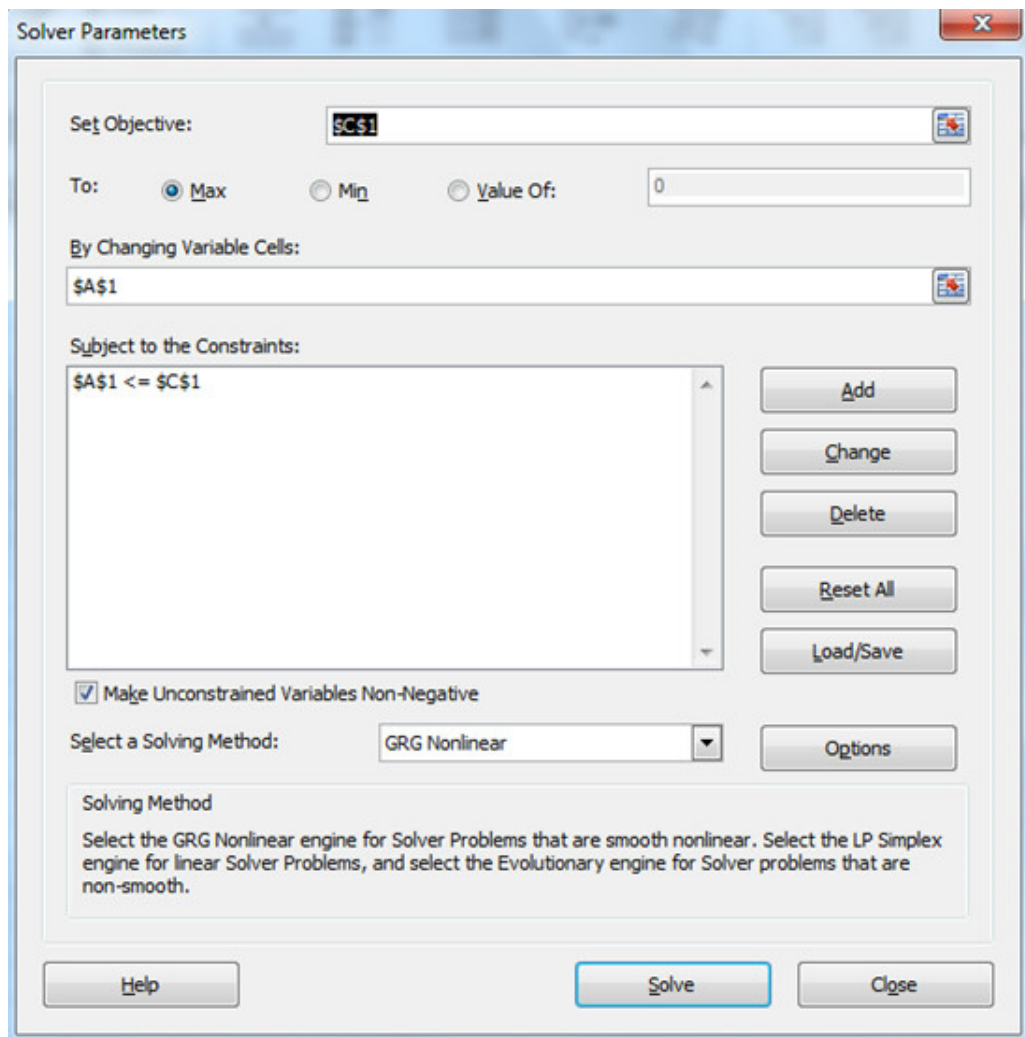 Solver Parameters
Set Objective:
$C$1
To:
Max
Min
Value Of:
0
By Changing Variable Cells:
$A$1
Subject to the Constraints:
$A$1 <= $C$1
Add
Change
Delete
Reset All
Load/Save
Make Unconstrained Variables Non-Negative
Select a Solving Method:
GRG Nonlinear
Options
Solving Method
Select the GRG Nonlinear engine for Solver Problems that are smooth nonlinear. Select the LP Simplex
engine for linear Solver Problems, and select the Evolutionary engine for Solver problems that are
non-smooth.
Help
Solve
Close